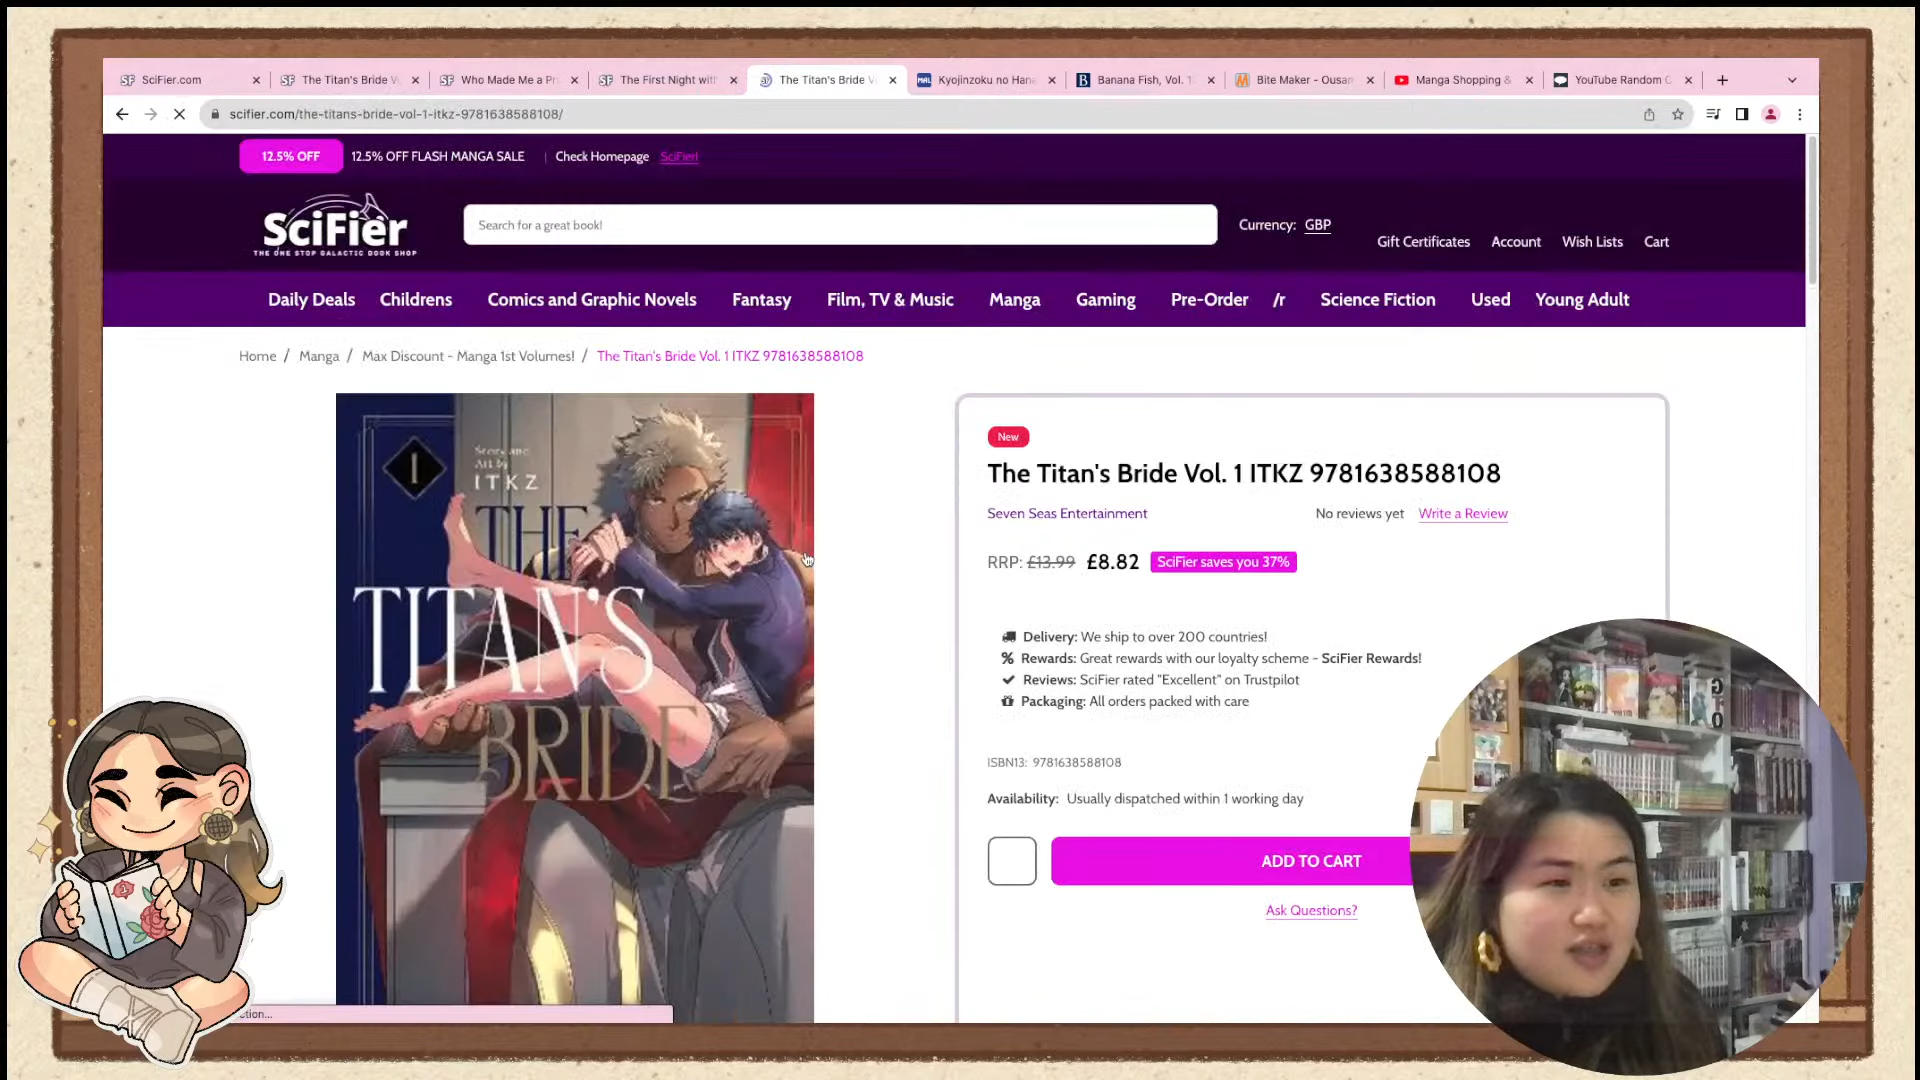 SciFier.com
The Titan's Bride V
Who Made Me a Pr
The First Night with
The Titan's Bride V
Kyojinzoku no Hana
Banana Fish, Vol. 1
Bite Maker - Ousam
Manga Shopping &
YouTube Random C
scifier.com/the-titans-bride-vol-1-itkz-9781638588108/
12.5% OFF
12.5% OFF FLASH MANGA SALE | Check Homepage SciFier!
SciFier
THE ONE STOP GALACTIC BOOK SHOP
Search for a great book!
Currency: GBP
Gift Certificates Account Wish Lists Cart
Daily Deals Childrens Comics and Graphic Novels Fantasy Film, TV & Music Manga Gaming Pre-Order /r Science Fiction Used Young Adult
Home / Manga / Max Discount - Manga 1st Volumes! / The Titan's Bride Vol. 1 ITKZ 9781638588108
1
Story and
Art by
ITKZ
THE
TITAN'S
BRIDE
New
The Titan's Bride Vol. 1 ITKZ 9781638588108
Seven Seas Entertainment
No reviews yet Write a Review
RRP: £13.99 £8.82 SciFier saves you 37%
Delivery: We ship to over 200 countries!
Rewards: Great rewards with our loyalty scheme - SciFier Rewards!
Reviews: SciFier rated "Excellent" on Trustpilot
Packaging: All orders packed with care
ISBN13: 9781638588108
Availability: Usually dispatched within 1 working day
ADD TO CART
Ask Questions?
ction...